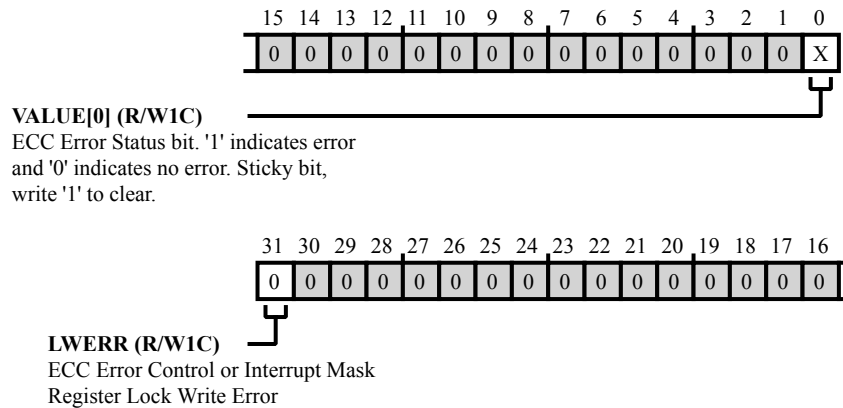 15 14 13 12 11 10 9 8 7 6 5 4 3 2 1 0
0 0 0 0 0 0 0 0 0 0 0 0 0 0 0 X
VALUE[0] (R/W1C)
ECC Error Status bit. '1' indicates error
and '0' indicates no error. Sticky bit,
write '1' to clear.
31 30 29 28 27 26 25 24 23 22 21 20 19 18 17 16
0 0 0 0 0 0 0 0 0 0 0 0 0 0 0 0
LWERR (R/W1C)
ECC Error Control or Interrupt Mask
Register Lock Write Error